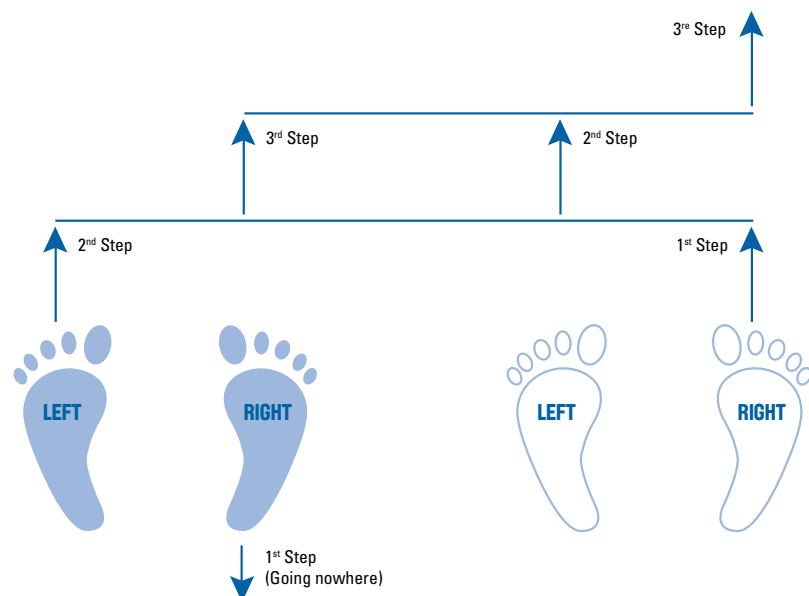 3ʳᵉ Step
3ʳᵈ Step
2ⁿᵈ Step
2ⁿᵈ Step
1ˢᵗ Step
LEFT
RIGHT
LEFT
RIGHT
1ˢᵗ Step
(Going nowhere)